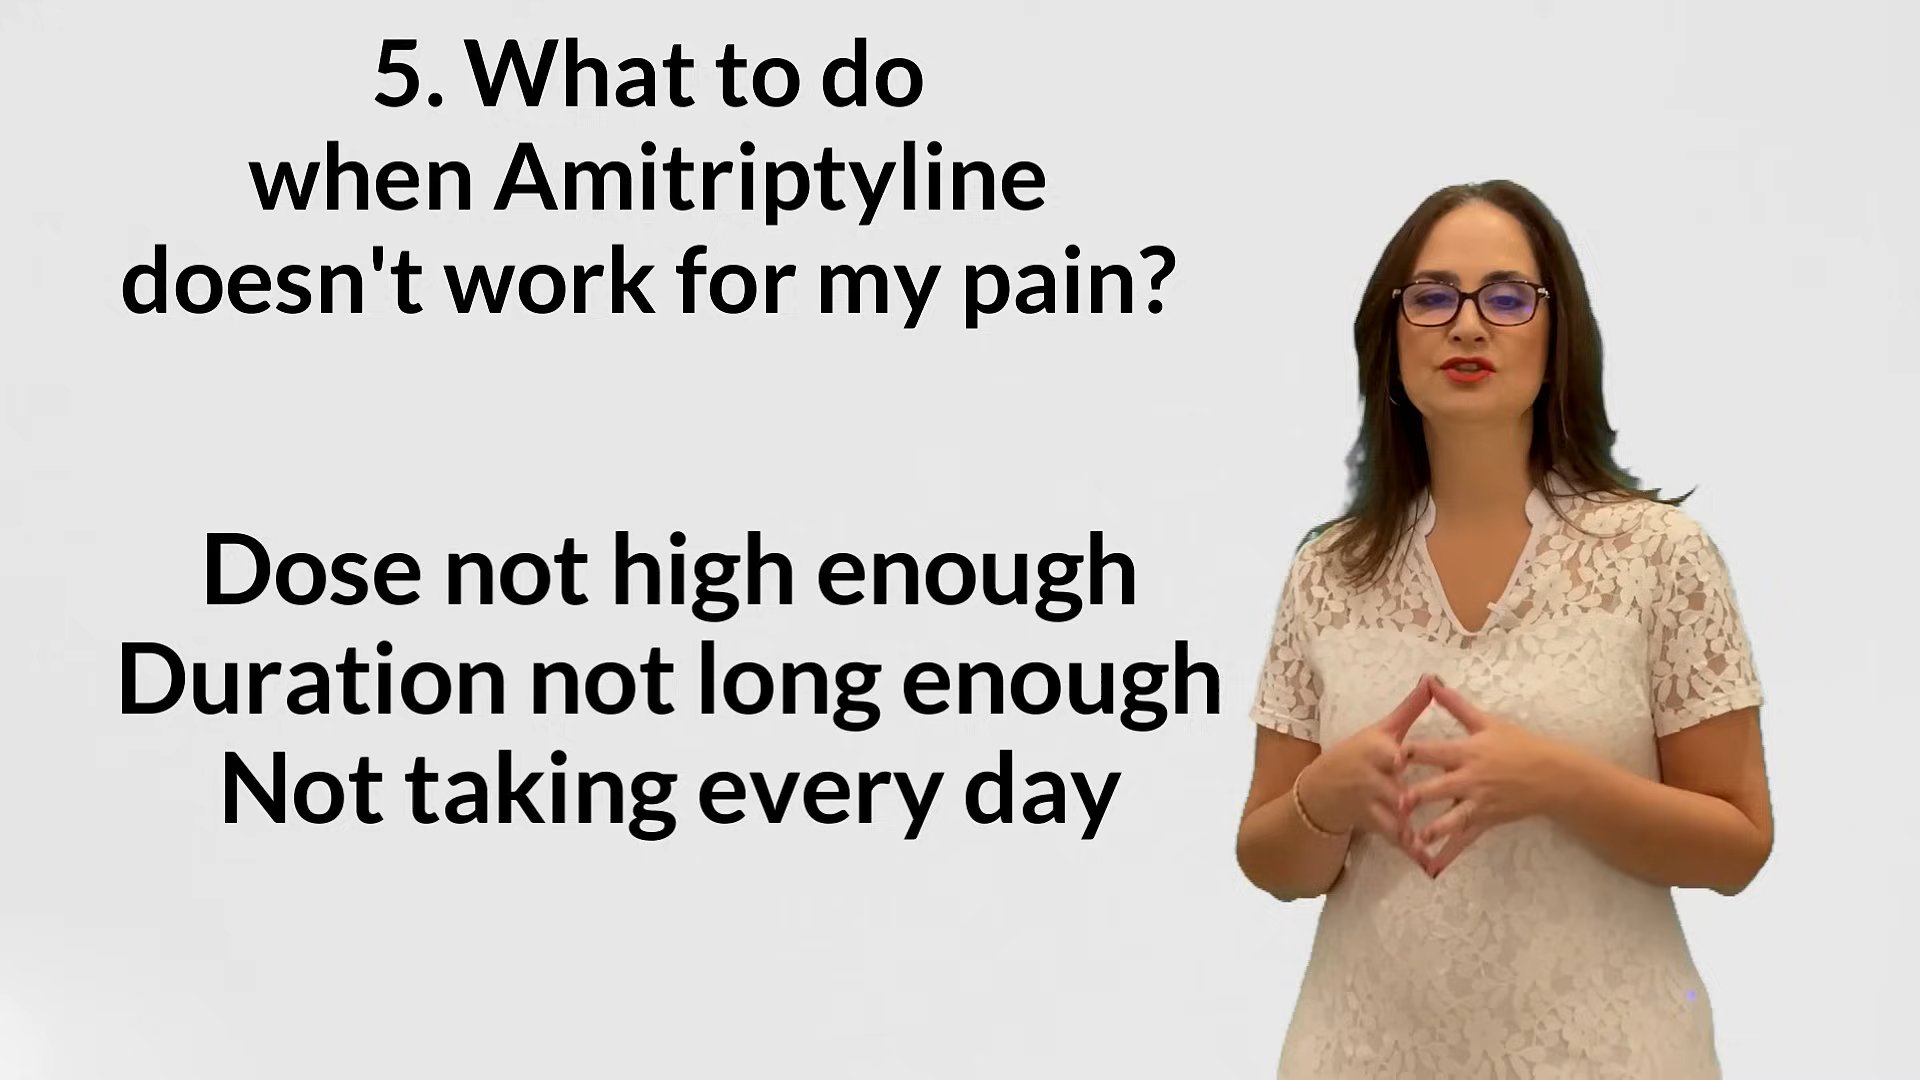 5. What to do
when Amitriptyline
doesn't work for my pain?
Dose not high enough
Duration not long enough
Not taking every day